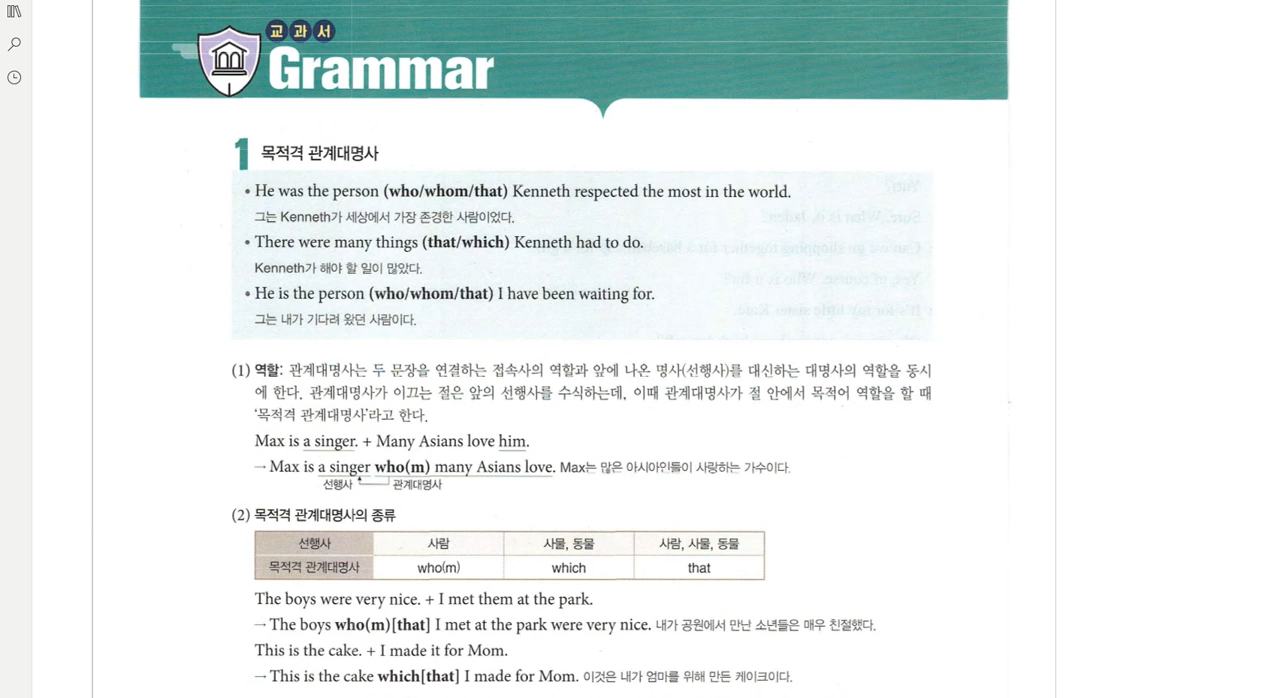 교과서
Grammar
1 목적격 관계대명사
• He was the person (who/whom/that) Kenneth respected the most in the world.
그는 Kenneth가 세상에서 가장 존경한 사람이었다.
• There were many things (that/which) Kenneth had to do.
Kenneth가 해야 할 일이 많았다.
• He is the person (who/whom/that) I have been waiting for.
그는 내가 기다려 왔던 사람이다.
(1) 역할: 관계대명사는 두 문장을 연결하는 접속사의 역할과 앞에 나온 명사(선행사)를 대신하는 대명사의 역할을 동시
에 한다. 관계대명사가 이끄는 절은 앞의 선행사를 수식하는데, 이때 관계대명사가 절 안에서 목적어 역할을 할 때
‘목적격 관계대명사’라고 한다.
Max is a singer. + Many Asians love him.
→ Max is a singer who(m) many Asians love. Max는 많은 아시아인들이 사랑하는 가수이다.
선행사 관계대명사
(2) 목적격 관계대명사의 종류
선행사 사람 사물, 동물 사람, 사물, 동물
목적격 관계대명사 who(m) which that
The boys were very nice. + I met them at the park.
→ The boys who(m)[that] I met at the park were very nice. 내가 공원에서 만난 소년들은 매우 친절했다.
This is the cake. + I made it for Mom.
→ This is the cake which[that] I made for Mom. 이것은 내가 엄마를 위해 만든 케이크이다.